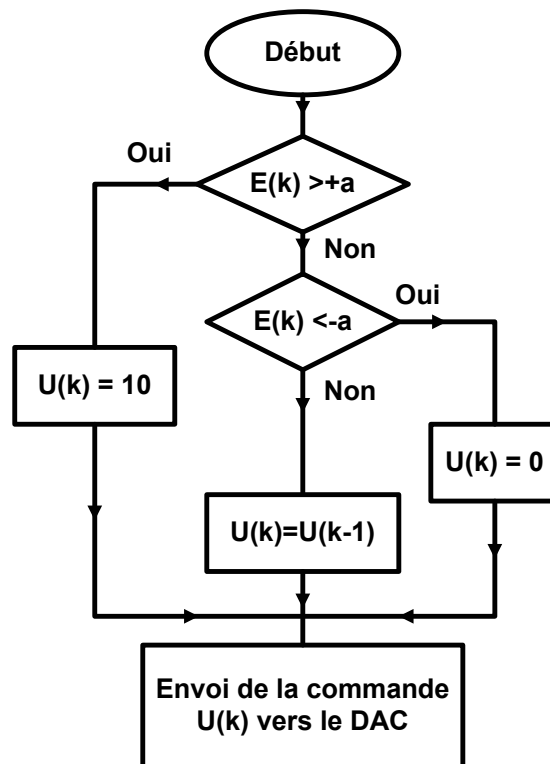 Début
Oui
E(k) >+a
Non
Oui
E(k) <-a
Non
U(k) = 10
U(k) = 0
U(k)=U(k-1)
Envoi de la commande
U(k) vers le DAC